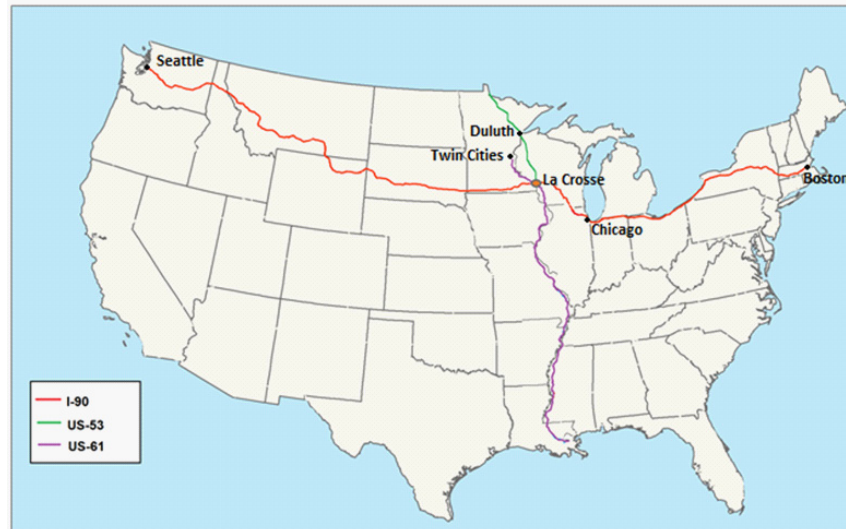 Seattle
Duluth
Twin Cities
La Crosse
Boston
Chicago
I-90
US-53
US-61